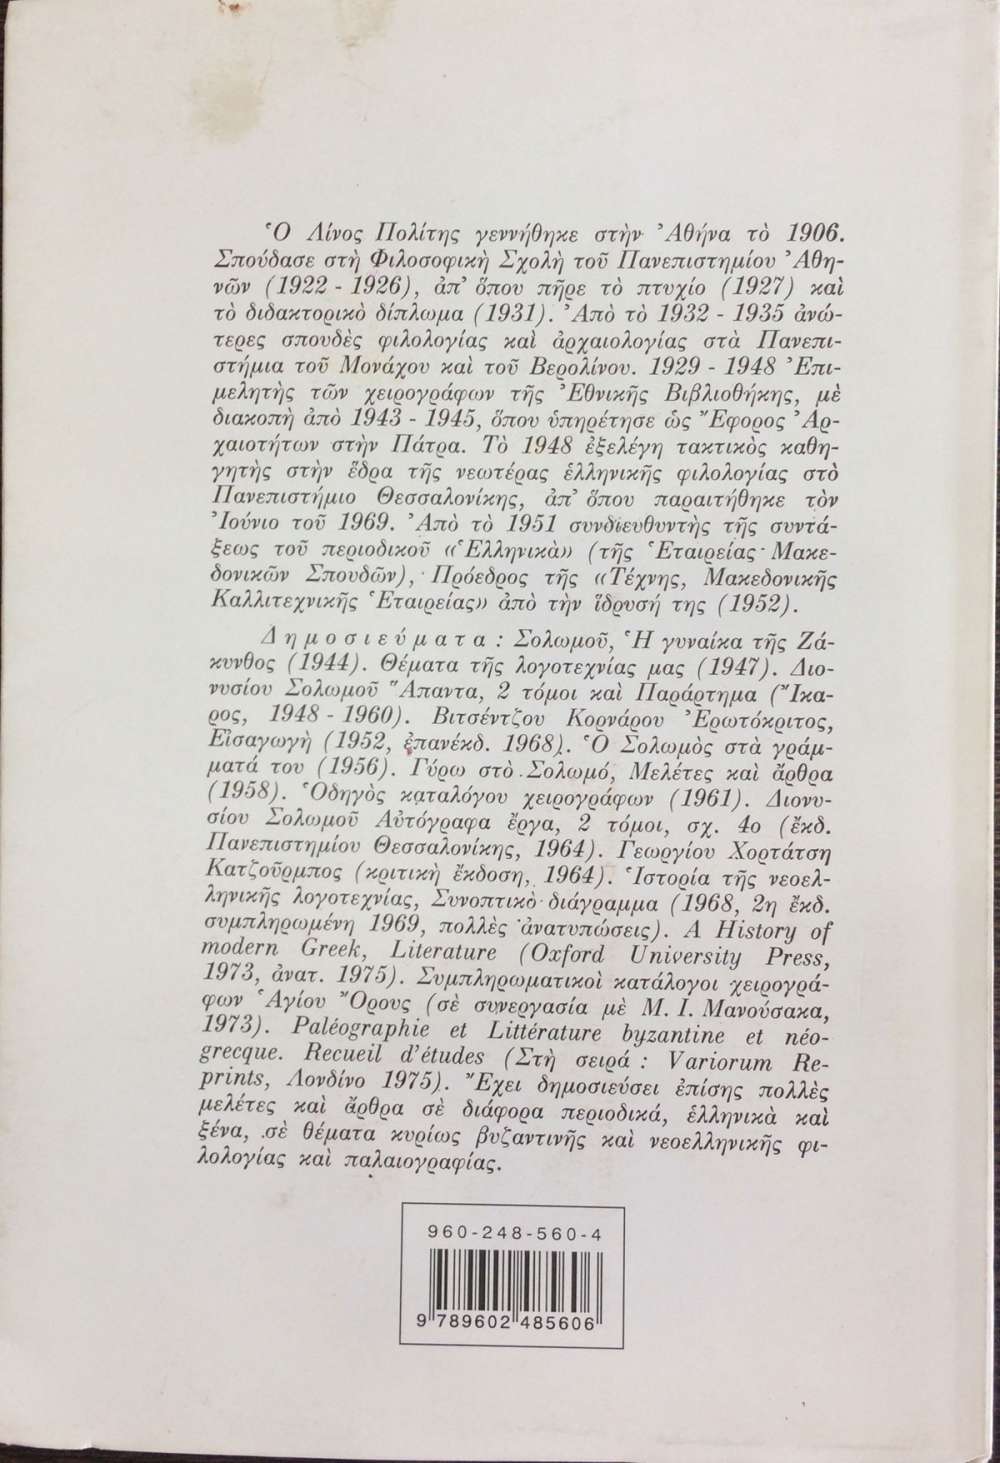 Ὁ Λίνος Πολίτης γεννήθηκε στὴν Ἀθήνα τὸ 1906.
Σπούδασε στὴ Φιλοσοφικὴ Σχολὴ τοῦ Πανεπιστημίου Ἀθη-
νῶν (1922 - 1926), ἀπ' ὅπου πῆρε τὸ πτυχίο (1927) καὶ
τὸ διδακτορικὸ δίπλωμα (1931). Ἀπὸ τὸ 1932 - 1935 ἀνώ-
τερες σπουδὲς φιλολογίας καὶ ἀρχαιολογίας στὰ Πανεπι-
στήμια τοῦ Μονάχου καὶ τοῦ Βερολίνου. 1929 - 1948 Ἐπι-
μελητὴς τῶν χειρογράφων τῆς Ἐθνικῆς Βιβλιοθήκης, μὲ
διακοπὴ ἀπὸ 1943 - 1945, ὅπου ὑπηρέτησε ὡς Ἔφορος Ἀρ-
χαιοτήτων στὴν Πάτρα. Τὸ 1948 ἐξελέγη τακτικὸς καθη-
γητὴς στὴν ἕδρα τῆς νεωτέρας ἑλληνικῆς φιλολογίας στὸ
Πανεπιστήμιο Θεσσαλονίκης, ἀπ' ὅπου παραιτήθηκε τὸν
Ἰούνιο τοῦ 1969. Ἀπὸ τὸ 1951 συνδιευθυντὴς τῆς συντά-
ξεως τοῦ περιοδικοῦ «Ἑλληνικὰ» (τῆς Ἑταιρείας Μακε-
δονικῶν Σπουδῶν), Πρόεδρος τῆς «Τέχνης, Μακεδονικῆς
Καλλιτεχνικῆς Ἑταιρείας» ἀπὸ τὴν ἵδρυσή της (1952).
Δημοσιεύματα : Σολωμοῦ, Ἡ γυναίκα τῆς Ζά-
κυνθος (1944). Θέματα τῆς λογοτεχνίας μας (1947). Διο-
νυσίου Σολωμοῦ Ἅπαντα, 2 τόμοι καὶ Παράρτημα (Ἴκα-
ρος, 1948 - 1960). Βιτσέντζου Κορνάρου Ἐρωτόκριτος,
Εἰσαγωγὴ (1952, ἐπανέκδ. 1968). Ὁ Σολωμὸς στὰ γράμ-
ματά του (1956). Γύρω στὸ Σολωμό, Μελέτες καὶ ἄρθρα
(1958). Ὁδηγὸς καταλόγου χειρογράφων (1961). Διονυ-
σίου Σολωμοῦ Αὐτόγραφα ἔργα, 2 τόμοι, σχ. 4ο (ἔκδ.
Πανεπιστημίου Θεσσαλονίκης, 1964). Γεωργίου Χορτάτση
Κατζοῦρμπος (κριτικὴ ἔκδοση, 1964). Ἱστορία τῆς νεοελ-
ληνικῆς λογοτεχνίας, Συνοπτικὸ διάγραμμα (1968, 2η ἔκδ.
συμπληρωμένη 1969, πολλὲς ἀνατυπώσεις). A History of
modern Greek, Literature (Oxford University Press,
1973, ἀνατ. 1975). Συμπληρωματικοὶ κατάλογοι χειρογρά-
φων Ἁγίου Ὄρους (σὲ συνεργασία μὲ Μ. Ι. Μανούσακα,
1973). Paléographie et Littérature byzantine et néo-
grecque. Recueil d'études (Στὴ σειρά : Variorum Re-
prints, Λονδίνο 1975). Ἔχει δημοσιεύσει ἐπίσης πολλὲς
μελέτες καὶ ἄρθρα σὲ διάφορα περιοδικά, ἑλληνικὰ καὶ
ξένα, σὲ θέματα κυρίως βυζαντινῆς καὶ νεοελληνικῆς φι-
λολογίας καὶ παλαιογραφίας.
960-248-560-4
9 789602 485606